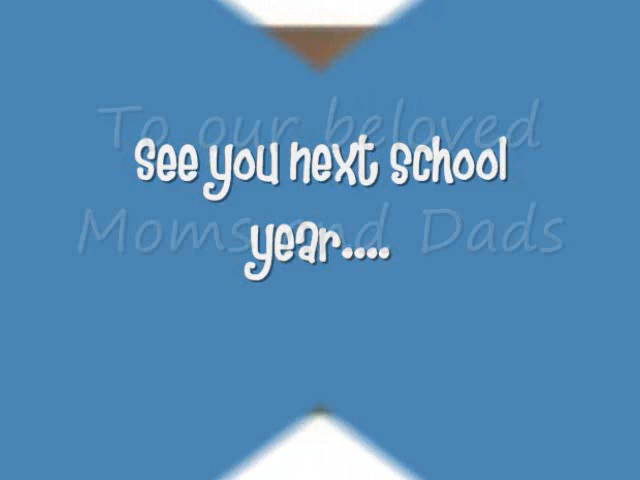 To our beloved
See you next school
Moms and Dads
year....